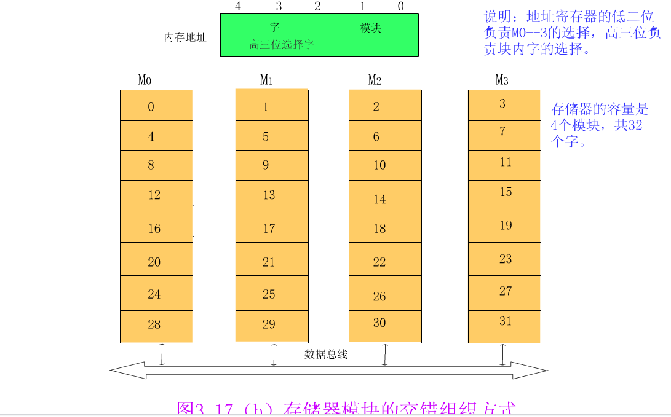 4 3 2 1 0
内存地址
字 模块
高三位选择字
说明：地址寄存器的低二位
负责M0--3的选择，高三位负
责块内字的选择。
M0 M1 M2 M3
0 1 2 3
4 5 6 7
8 9 10 11
12 13 14 15
16 17 18 19
20 21 22 23
24 25 26 27
28 29 30 31
存储器的容量是
4个模块，共32
个字。
数据总线
图3.17 (b) 存储器模块的交错组织方式